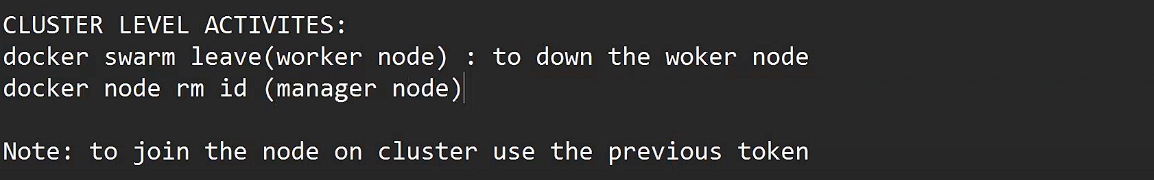 CLUSTER LEVEL ACTIVITES:
docker swarm leave(worker node) : to down the woker node
docker node rm id (manager node)
Note: to join the node on cluster use the previous token